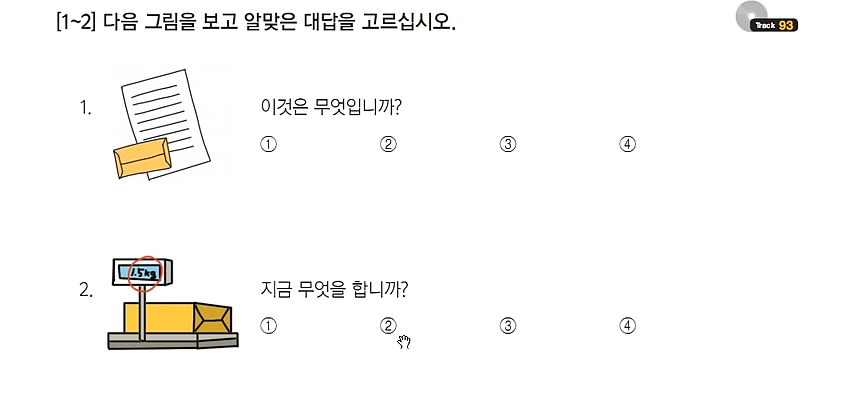 [1~2] 다음 그림을 보고 알맞은 대답을 고르십시오.
Track 93
1.
이것은 무엇입니까?
① ② ③ ④
2.
1.5kg
지금 무엇을 합니까?
① ② ③ ④